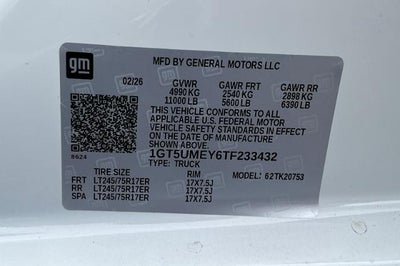 gm
MFD BY GENERAL MOTORS LLC
02/26 GVWR GAWR FRT GAWR RR
4990 KG 2540 KG 2898 KG
11000 LB 5600 LB 6390 LB
THIS VEHICLE CONFORMS TO ALL
APPLICABLE U.S. FEDERAL MOTOR
VEHICLE SAFETY STANDARDS IN
EFFECT ON THE DATE OF MANUFACTURE
SHOWN ABOVE.
8624
1GT5UMEY6TF233432
TYPE: TRUCK
TIRE SIZE RIM MODEL: 62TK20753
FRT LT245/75R17ER 17X7.5J
RR LT245/75R17ER 17X7.5J
SPA LT245/75R17ER 17X7.5J